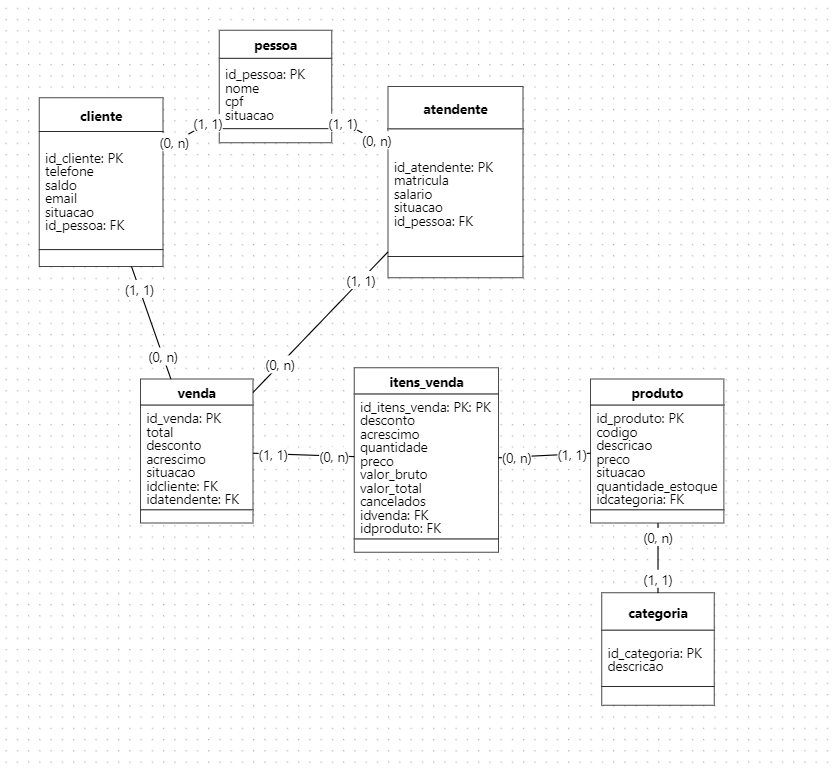 pessoa
id_pessoa: PK
nome
cpf
situacao
cliente
id_cliente: PK
telefone
saldo
email
situacao
id_pessoa: FK
atendente
id_atendente: PK
matricula
salario
situacao
id_pessoa: FK
(1, 1)
(0, n)
(1, 1)
(0, n)
(1, 1)
(0, n)
(1, 1)
(0, n)
venda
id_venda: PK
total
desconto
acrescimo
situacao
idcliente: FK
idatendente: FK
(1, 1)
(0, n)
itens_venda
id_itens_venda: PK: PK
desconto
acrescimo
quantidade
preco
valor_bruto
valor_total
cancelados
idvenda: FK
idproduto: FK
(0, n)
(1, 1)
produto
id_produto: PK
codigo
descricao
preco
situacao
quantidade_estoque
idcategoria: FK
(0, n)
(1, 1)
categoria
id_categoria: PK
descricao